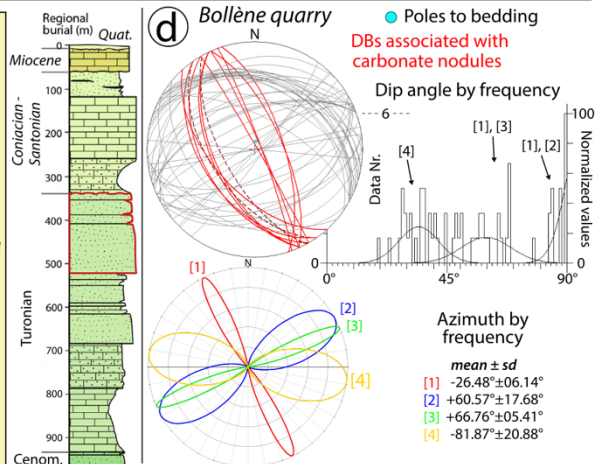 Regional
burial (m)
Quat.
0
Miocene
100
200
300
400
500
600
700
800
900
Coniacian -
Santonian
Turonian
Cenom.
d
Bollène quarry
Poles to bedding
DBs associated with
carbonate nodules
N
Dip angle by frequency
6
100
[1], [3]
[1], [2]
[4]
Data Nr.
Normalized values
0
0
0° 45° 90°
N
[1]
[2]
[3]
[4]
Azimuth by
frequency
mean ± sd
[1] -26.48°±06.14°
[2] +60.57°±17.68°
[3] +66.76°±05.41°
[4] -81.87°±20.88°